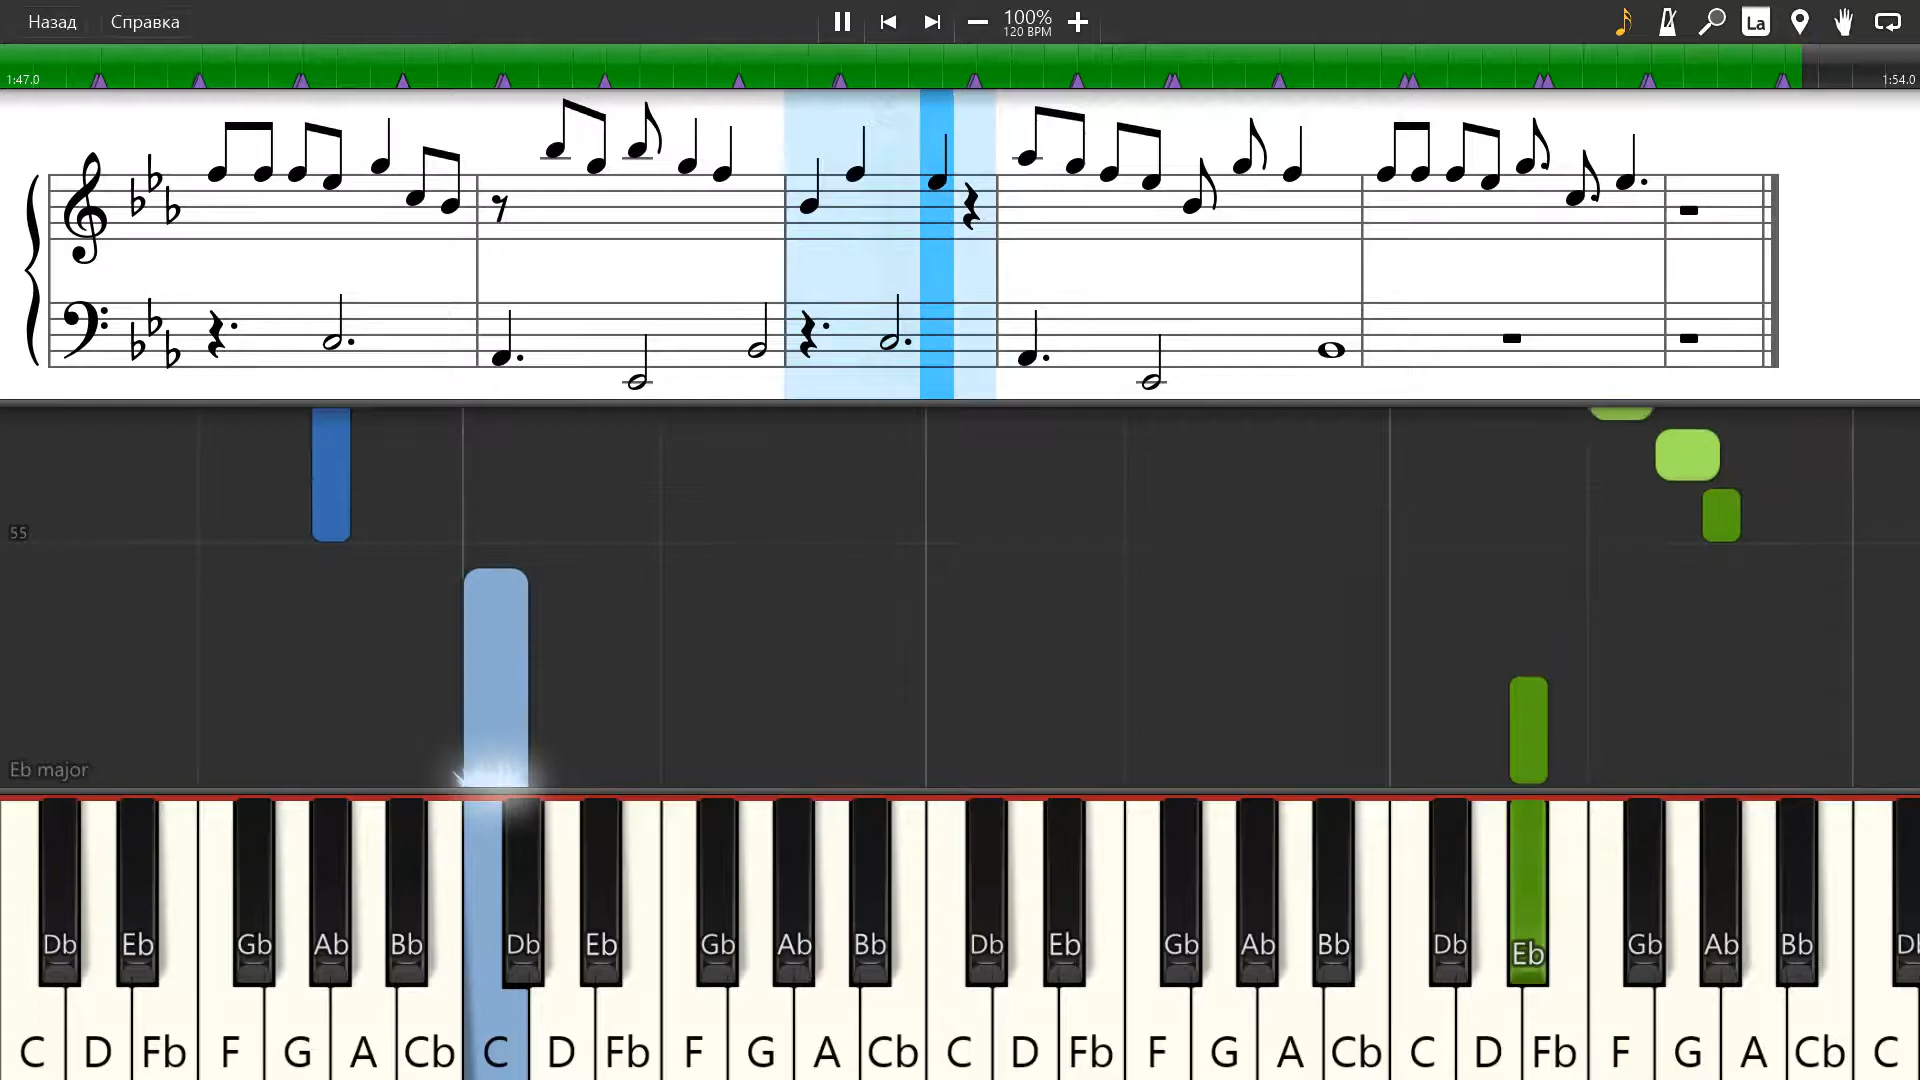 Назад Справка 100% La
120 BPM
1:47.0 1:54.0
55
Eb major
Db Eb Gb Ab Bb Db Eb Gb Ab Bb Db Eb Gb Ab Bb Db Eb Gb Ab Bb Db
C D Fb F G A Cb C D Fb F G A Cb C D Fb F G A Cb C D Fb F G A Cb C